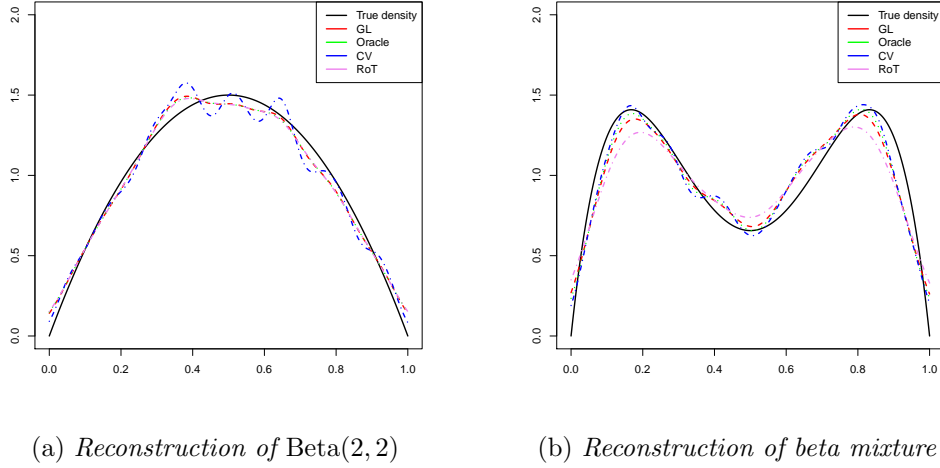 True density
GL
Oracle
CV
RoT
2.0
1.5
1.0
0.5
0.0
0.0 0.2 0.4 0.6 0.8 1.0
(a) Reconstruction of Beta(2, 2)
True density
GL
Oracle
CV
RoT
2.0
1.5
1.0
0.5
0.0
0.0 0.2 0.4 0.6 0.8 1.0
(b) Reconstruction of beta mixture